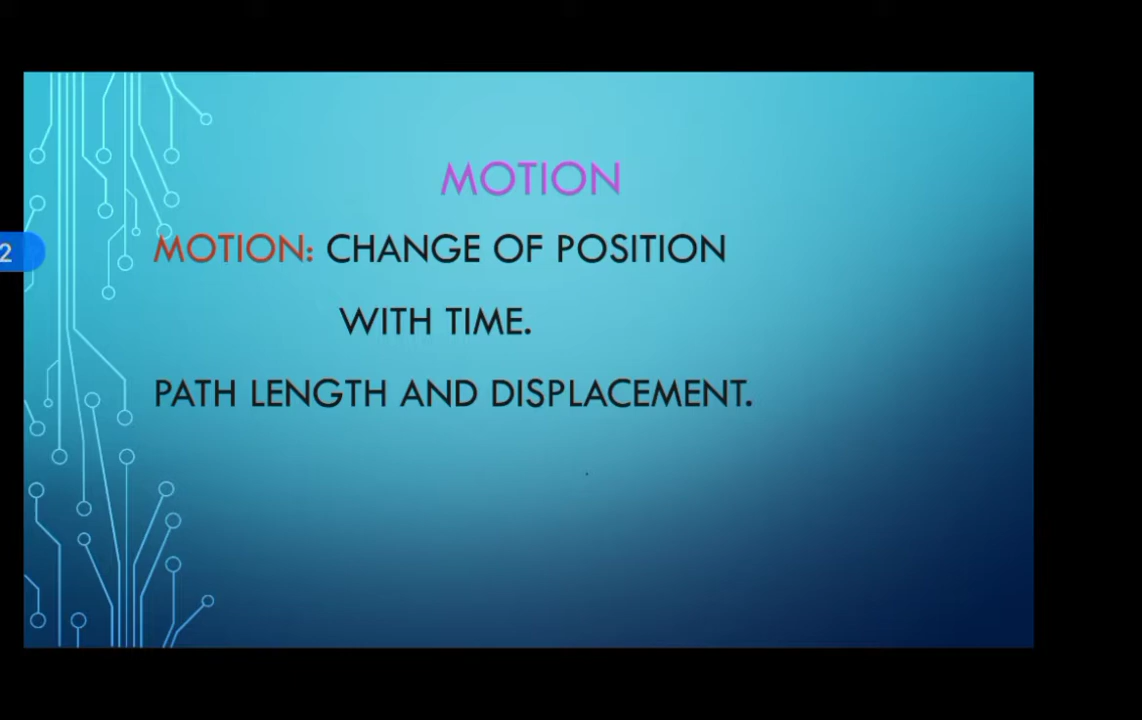 MOTION
MOTION: CHANGE OF POSITION
WITH TIME.
PATH LENGTH AND DISPLACEMENT.
2